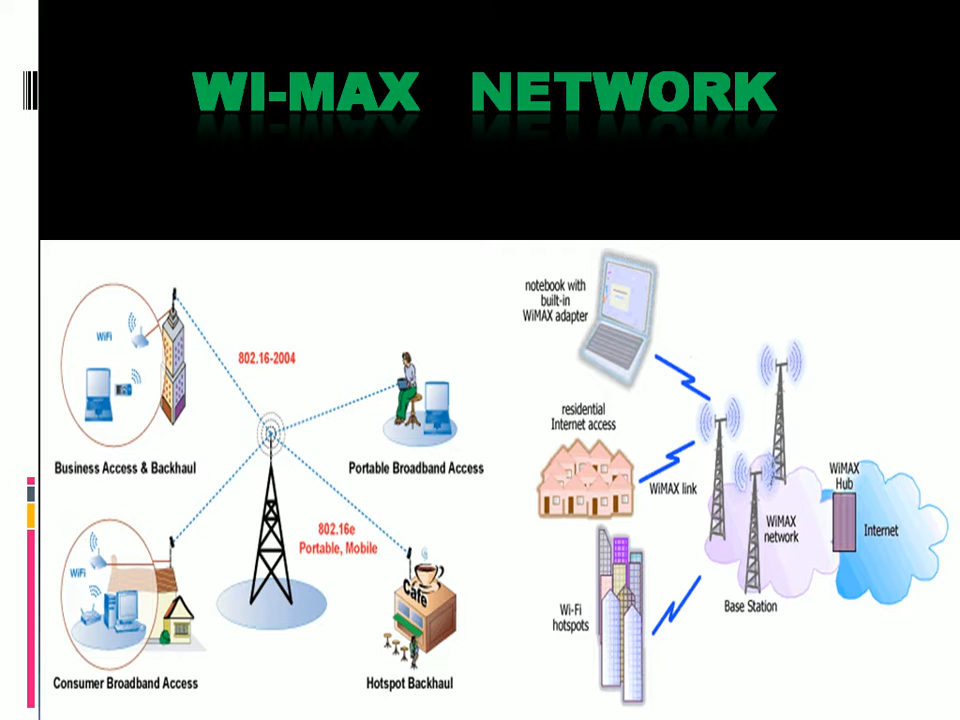 WI-MAX NETWORK
WiFi
802.16-2004
Business Access & Backhaul
Portable Broadband Access
802.16e
Portable, Mobile
WiFi
Cafe
Consumer Broadband Access
Hotspot Backhaul
notebook with
built-in
WiMAX adapter
residential
Internet access
WiMAX link
WiMAX
Hub
WiMAX
network
Internet
Base Station
Wi-Fi
hotspots